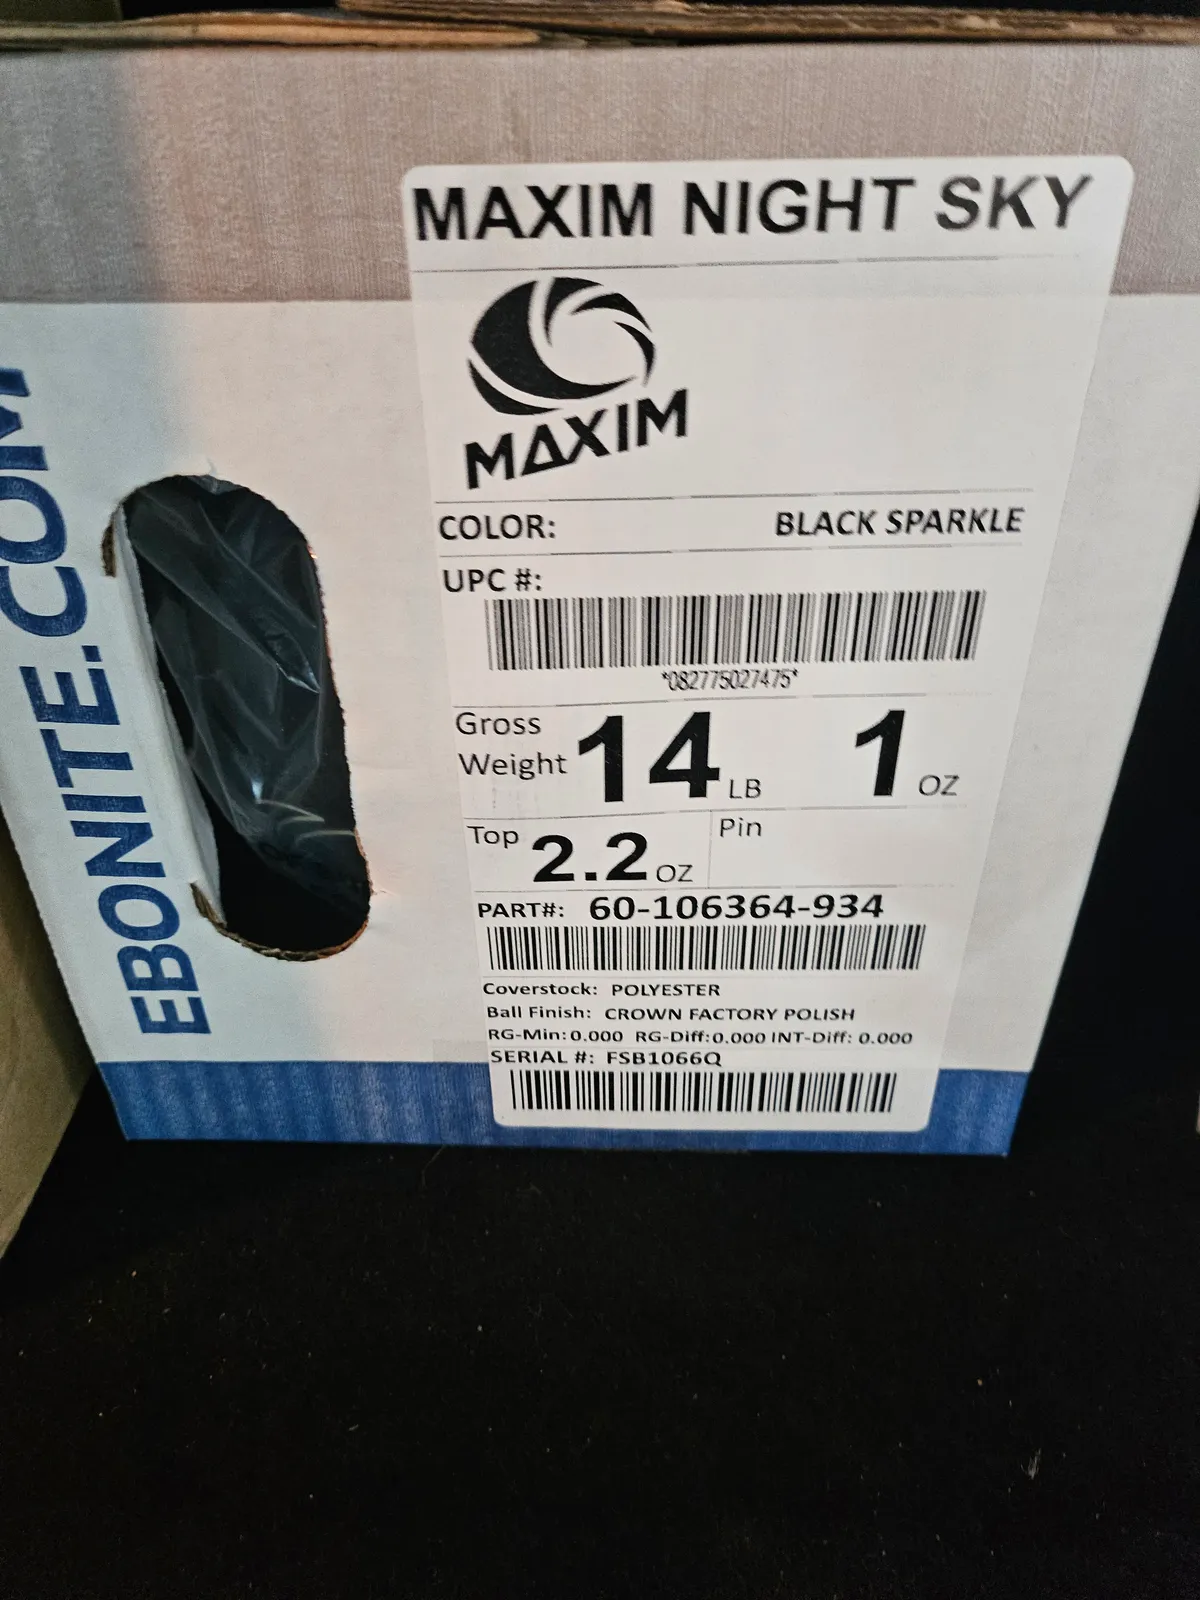 MAXIM NIGHT SKY
MAXIM
COLOR: BLACK SPARKLE
UPC #:
*082775027475*
Gross Weight 14 LB 1 OZ
Top 2.2 OZ Pin
PART#: 60-106364-934
Coverstock: POLYESTER
Ball Finish: CROWN FACTORY POLISH
RG-Min: 0.000 RG-Diff: 0.000 INT-Diff: 0.000
SERIAL #: FSB1066Q
EBONITE.COM